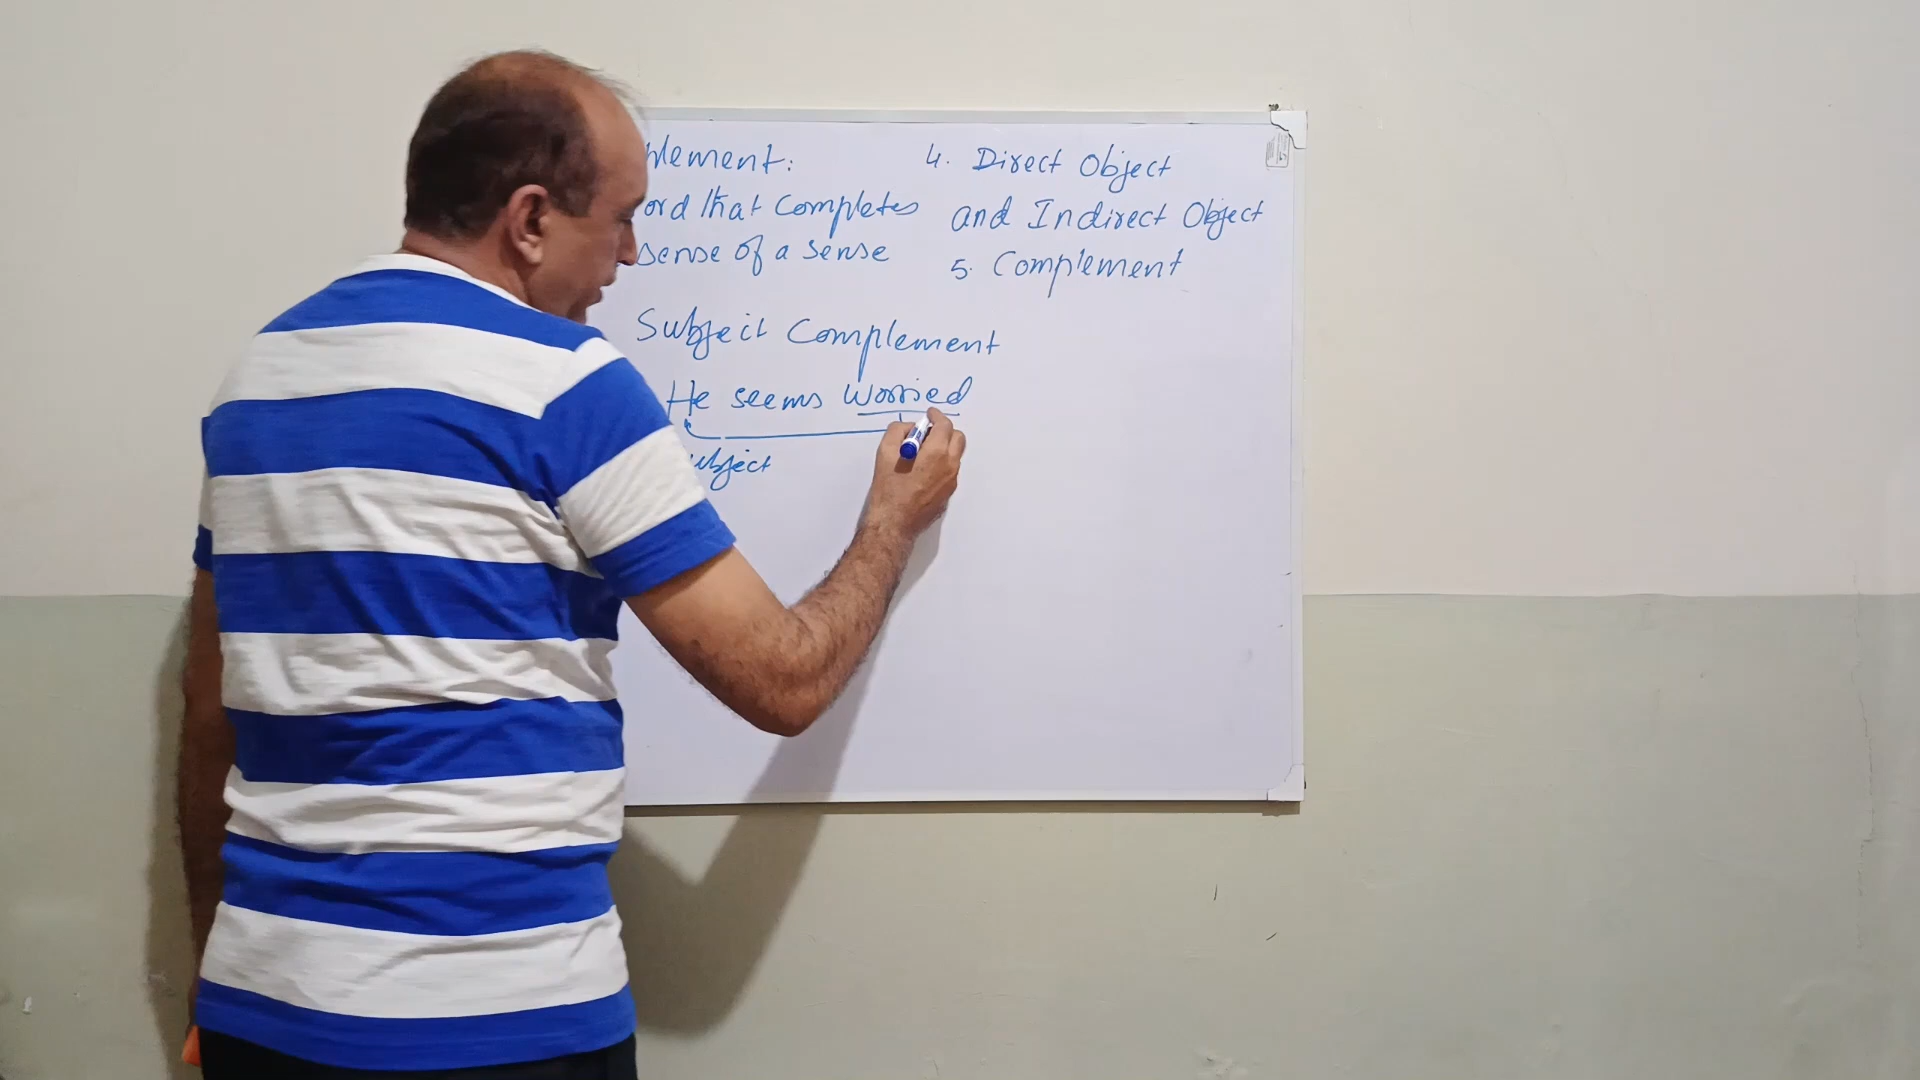 plement:
ord that completes
sense of a sense
Subject Complement
He seems worried
ubject
4. Direct Object
and Indirect Object
5. Complement